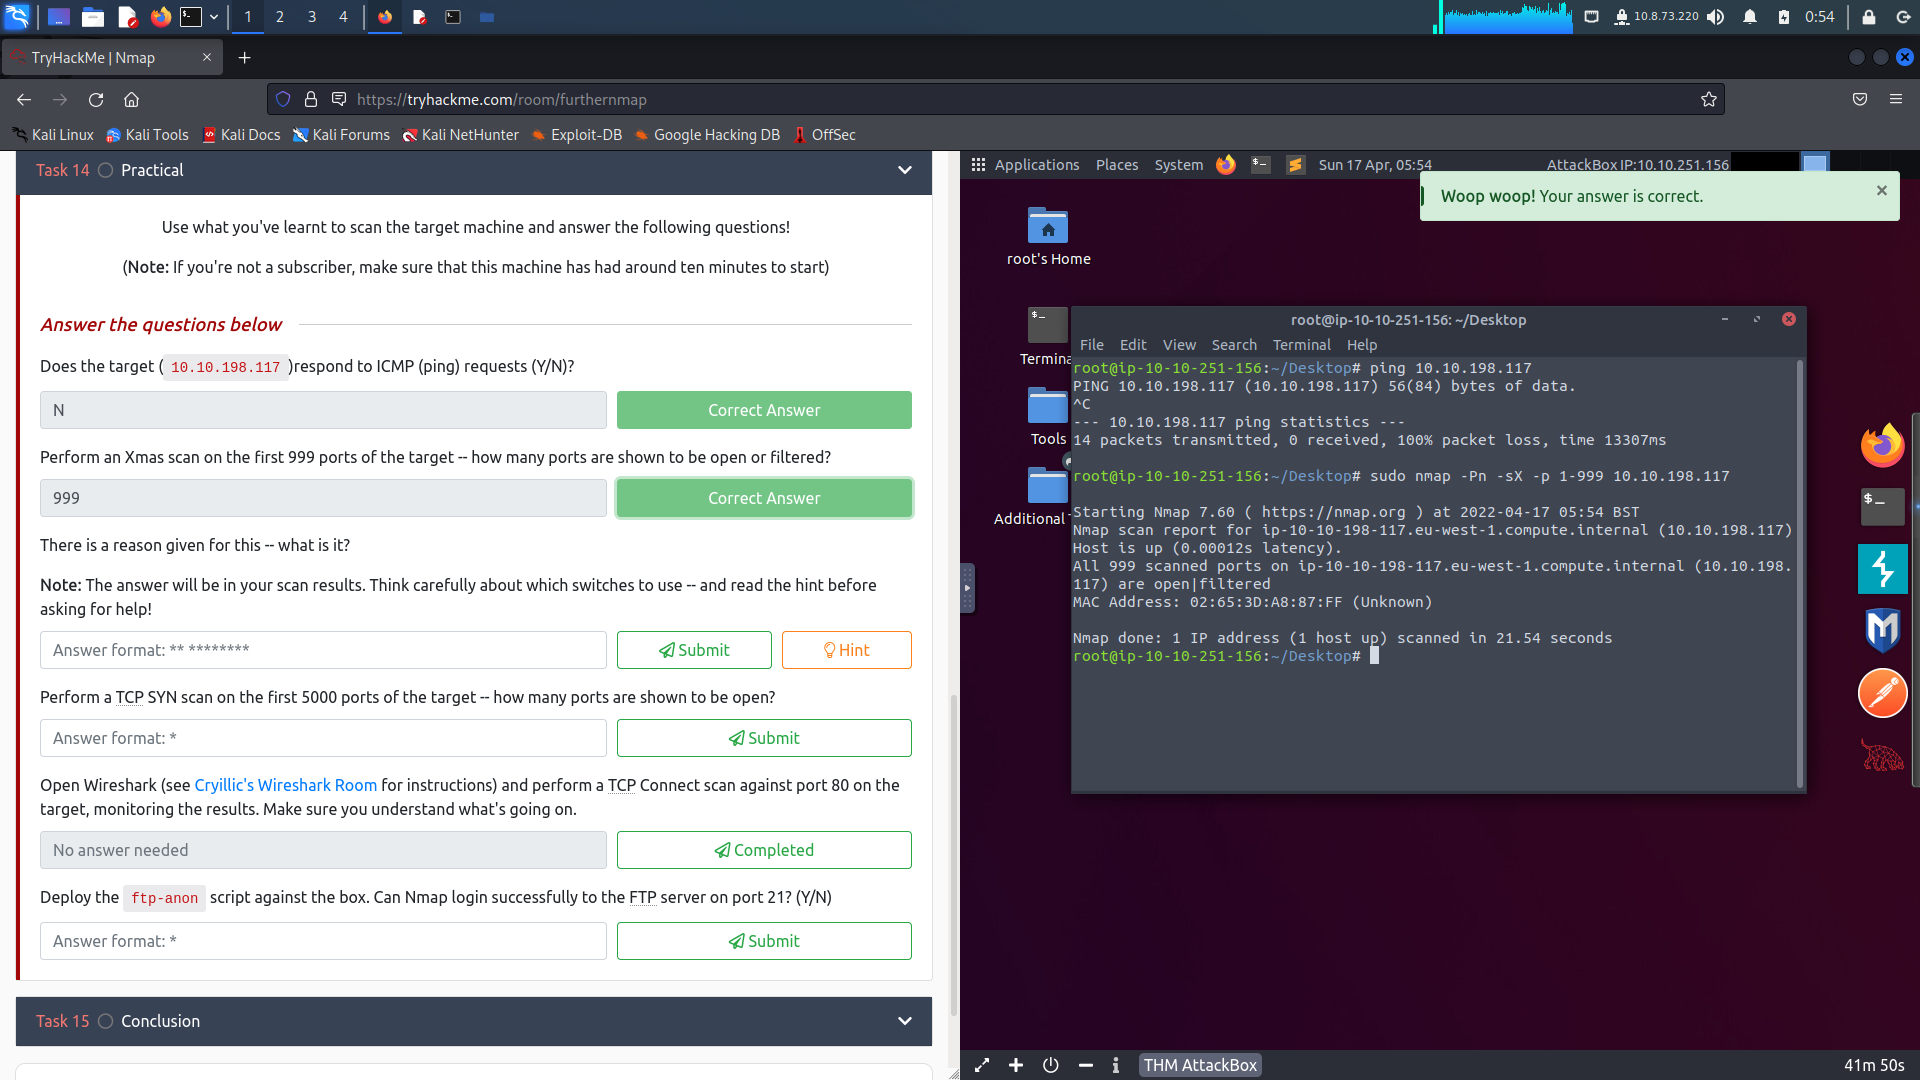 1
2
3
4
10.8.73.220
0:54
TryHackMe | Nmap
https://tryhackme.com/room/furthernmap
Kali Linux
Kali Tools
Kali Docs
Kali Forums
Kali NetHunter
Exploit-DB
Google Hacking DB
OffSec
Task 14
Practical
Use what you've learnt to scan the target machine and answer the following questions!
(Note: If you're not a subscriber, make sure that this machine has had around ten minutes to start)
Answer the questions below
Does the target ( 10.10.198.117 )respond to ICMP (ping) requests (Y/N)?
N
Correct Answer
Perform an Xmas scan on the first 999 ports of the target -- how many ports are shown to be open or filtered?
999
Correct Answer
There is a reason given for this -- what is it?
Note: The answer will be in your scan results. Think carefully about which switches to use -- and read the hint before
asking for help!
Answer format: ** ********
Submit
Hint
Perform a TCP SYN scan on the first 5000 ports of the target -- how many ports are shown to be open?
Answer format: *
Submit
Open Wireshark (see Cryillic's Wireshark Room for instructions) and perform a TCP Connect scan against port 80 on the
target, monitoring the results. Make sure you understand what's going on.
No answer needed
Completed
Deploy the ftp-anon script against the box. Can Nmap login successfully to the FTP server on port 21? (Y/N)
Answer format: *
Submit
Task 15
Conclusion
Applications
Places
System
Sun 17 Apr, 05:54
AttackBox IP:10.10.251.156
Woop woop! Your answer is correct.
root's Home
Tools
Additional
root@ip-10-10-251-156: ~/Desktop
File
Edit
View
Search
Terminal
Help
root@ip-10-10-251-156:~/Desktop# ping 10.10.198.117
PING 10.10.198.117 (10.10.198.117) 56(84) bytes of data.
^C
--- 10.10.198.117 ping statistics ---
14 packets transmitted, 0 received, 100% packet loss, time 13307ms
root@ip-10-10-251-156:~/Desktop# sudo nmap -Pn -sX -p 1-999 10.10.198.117
Starting Nmap 7.60 ( https://nmap.org ) at 2022-04-17 05:54 BST
Nmap scan report for ip-10-10-198-117.eu-west-1.compute.internal (10.10.198.117)
Host is up (0.00012s latency).
All 999 scanned ports on ip-10-10-198-117.eu-west-1.compute.internal (10.10.198.
117) are open|filtered
MAC Address: 02:65:3D:A8:87:FF (Unknown)
Nmap done: 1 IP address (1 host up) scanned in 21.54 seconds
root@ip-10-10-251-156:~/Desktop#
THM AttackBox
41m 50s